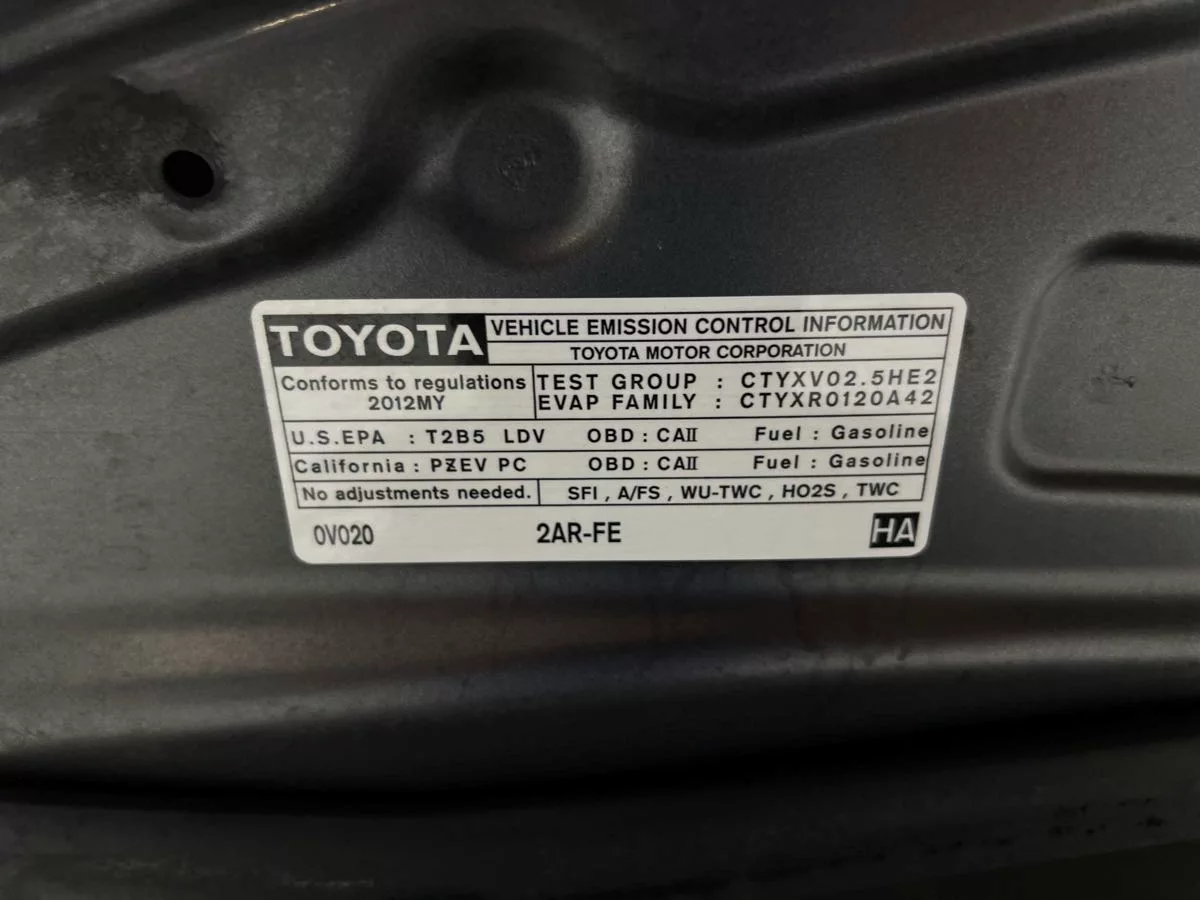 TOYOTA
VEHICLE EMISSION CONTROL INFORMATION
TOYOTA MOTOR CORPORATION
Conforms to regulations
2012MY
TEST GROUP : CTYXV02.5HE2
EVAP FAMILY : CTYXR0120A42
U.S.EPA : T2B5 LDV OBD : CAII Fuel : Gasoline
California : PZEV PC OBD : CAII Fuel : Gasoline
No adjustments needed. SFI , A/FS , WU-TWC , HO2S , TWC
0V020 2AR-FE HA